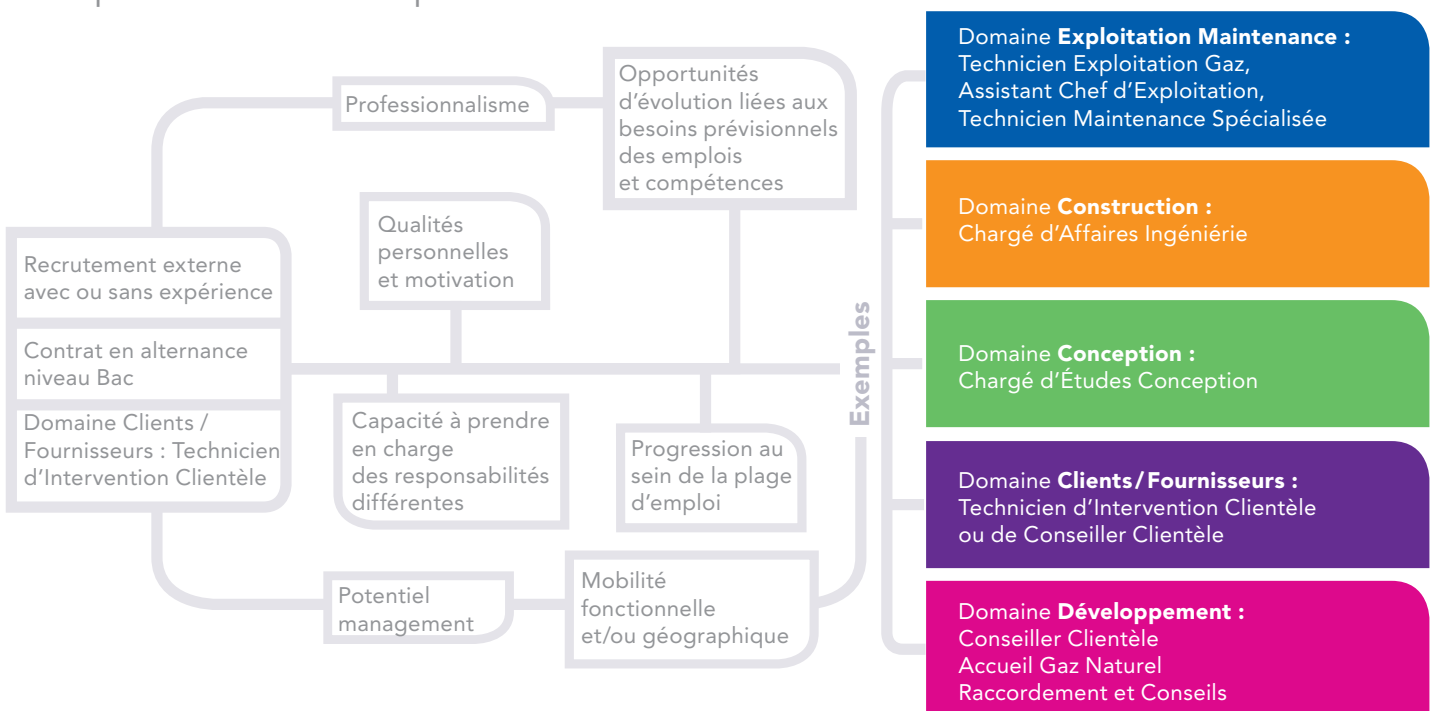 Professionnalisme
Opportunités
d'évolution liées aux
besoins prévisionnels
des emplois
et compétences
Qualités
personnelles
et motivation
Recrutement externe
avec ou sans expérience
Contrat en alternance
niveau Bac
Domaine Clients /
Fournisseurs : Technicien
d'Intervention Clientèle
Capacité à prendre
en charge
des responsabilités
différentes
Progression au
sein de la plage
d'emploi
Potentiel
management
Mobilité
fonctionnelle
et/ou géographique
Exemples
Domaine Exploitation Maintenance :
Technicien Exploitation Gaz,
Assistant Chef d'Exploitation,
Technicien Maintenance Spécialisée
Domaine Construction :
Chargé d'Affaires Ingéniérie
Domaine Conception :
Chargé d'Études Conception
Domaine Clients/Fournisseurs :
Technicien d'Intervention Clientèle
ou de Conseiller Clientèle
Domaine Développement :
Conseiller Clientèle
Accueil Gaz Naturel
Raccordement et Conseils